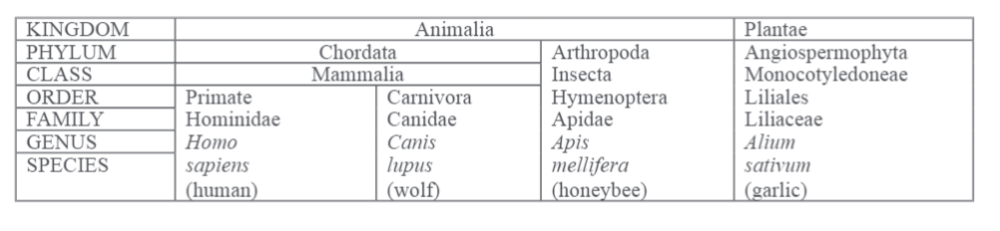 KINGDOM Animalia Plantae
PHYLUM Chordata Arthropoda Angiospermophyta
CLASS Mammalia Insecta Monocotyledoneae
ORDER Primate Carnivora Hymenoptera Liliales
FAMILY Hominidae Canidae Apidae Liliaceae
GENUS Homo Canis Apis Alium
SPECIES sapiens lupus mellifera sativum
(human) (wolf) (honeybee) (garlic)